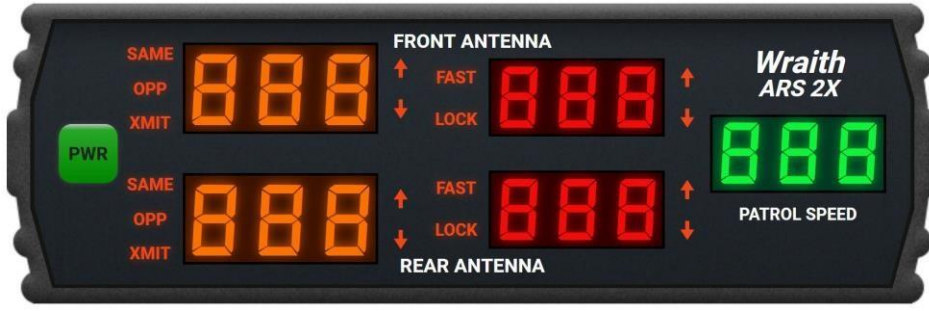 FRONT ANTENNA
SAME
OPP
XMIT
888
FAST
LOCK
888
Wraith
ARS 2X
PWR
888
PATROL SPEED
SAME
OPP
XMIT
888
FAST
LOCK
888
REAR ANTENNA